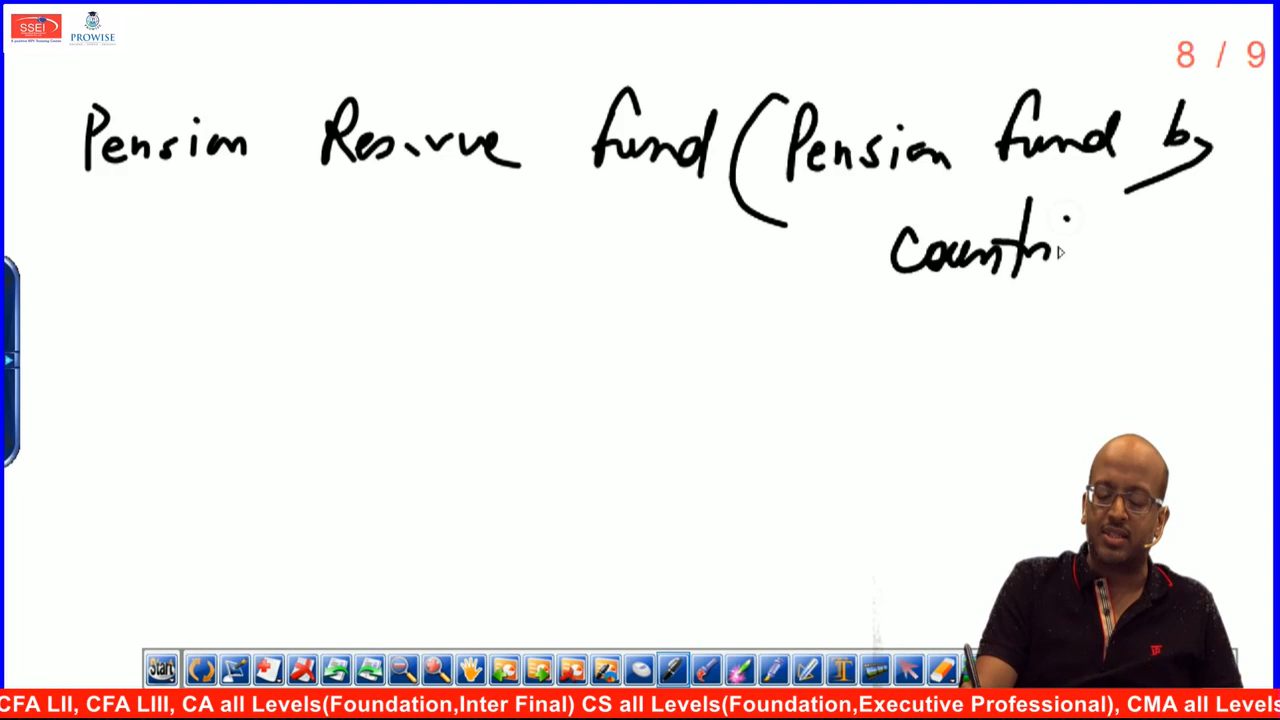 SSEI
PROWISE
8 / 9
Pension Reserve fund (Pension fund by
countri
Start
CFA LII, CFA LIII, CA all Levels(Foundation,Inter Final) CS all Levels(Foundation,Executive Professional), CMA all Levels